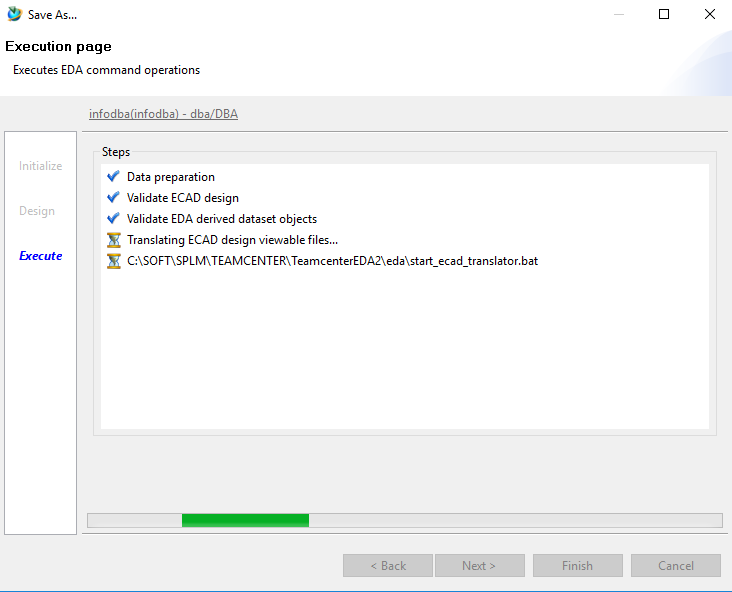 Save As...
Execution page
Executes EDA command operations
infodba(infodba) - dba/DBA
Initialize
Design
Execute
Steps
Data preparation
Validate ECAD design
Validate EDA derived dataset objects
Translating ECAD design viewable files...
C:\SOFT\SPLM\TEAMCENTER\TeamcenterEDA2\eda\start_ecad_translator.bat
< Back
Next >
Finish
Cancel